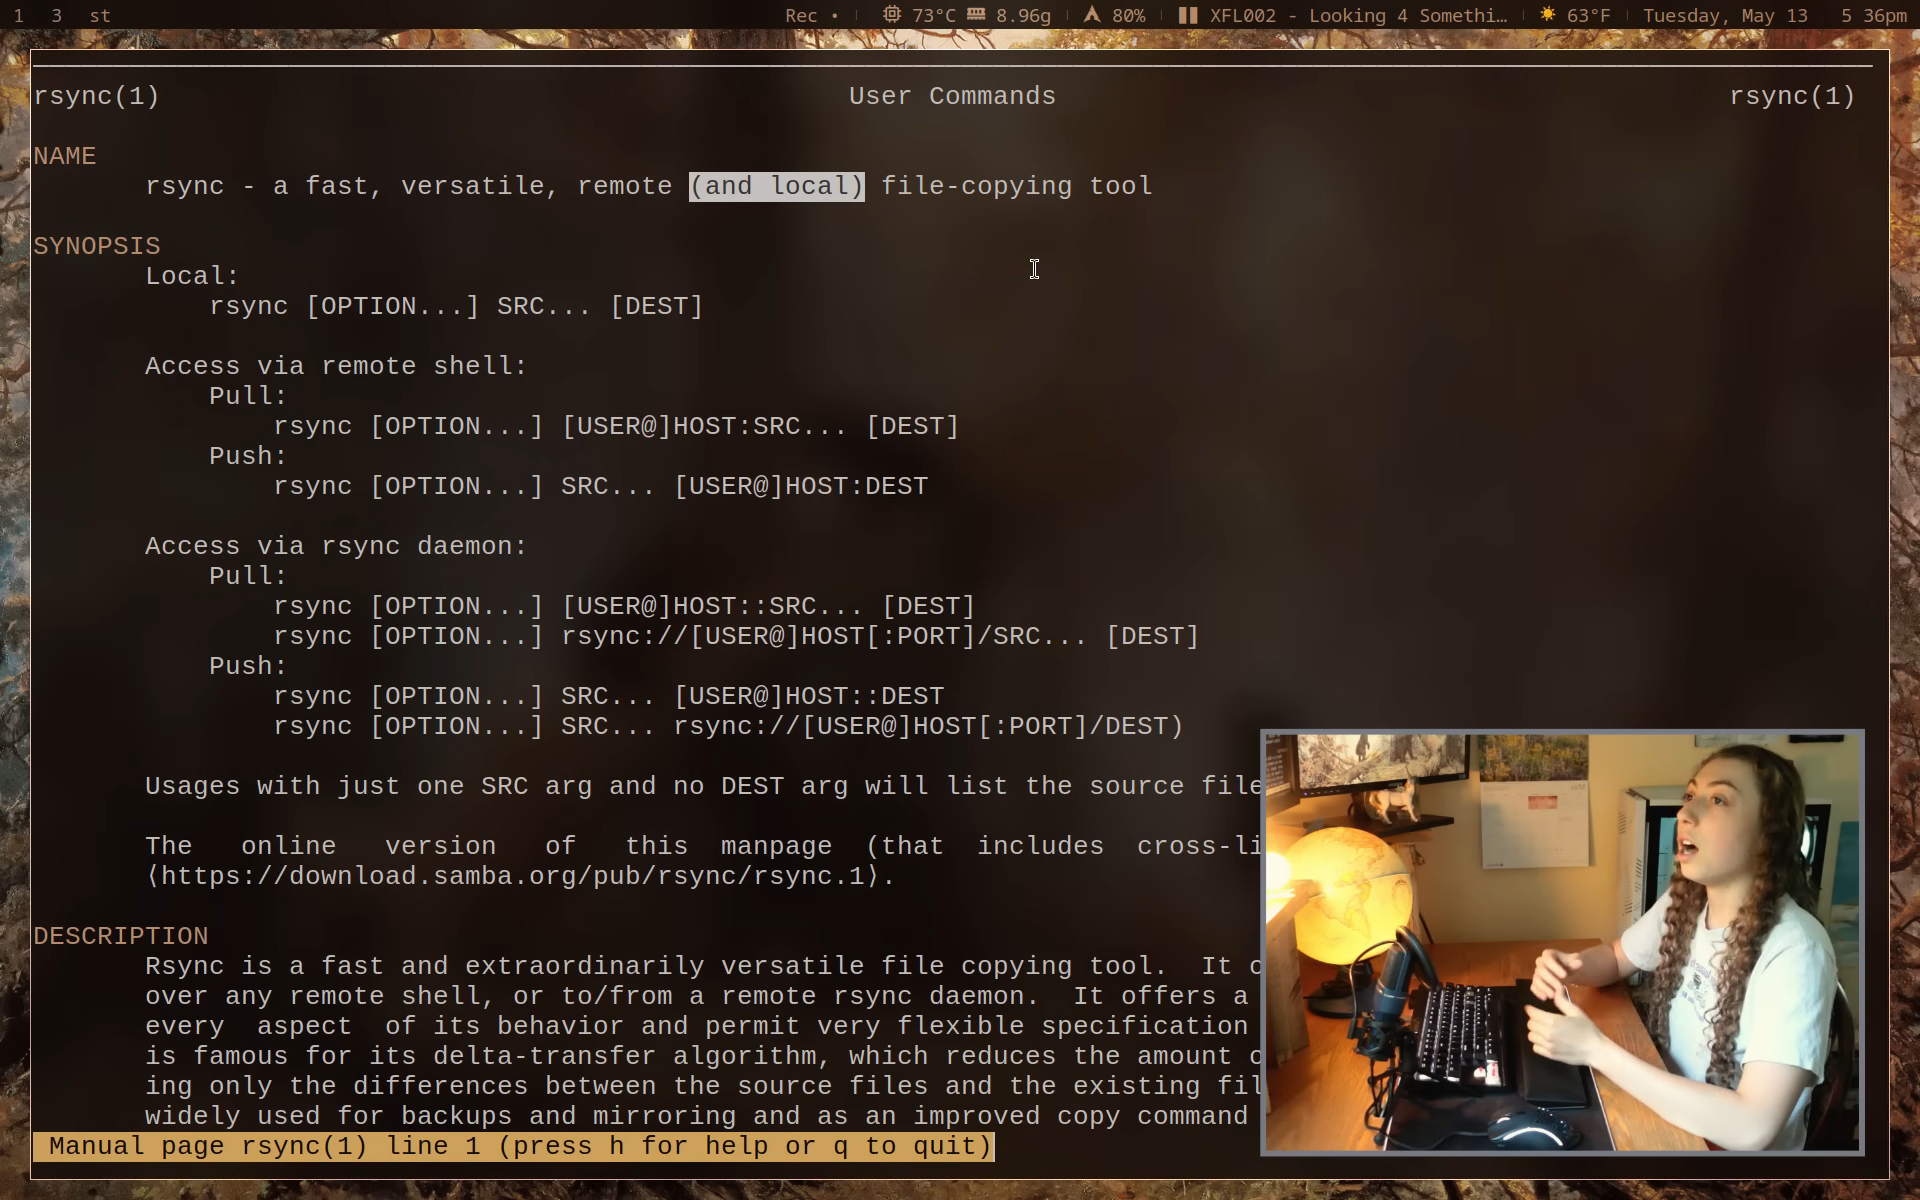 1 3 st Rec • 73°C 8.96g 80% XFL002 - Looking 4 Somethi… 63°F Tuesday, May 13 5 36pm
rsync(1) User Commands rsync(1)
NAME
rsync - a fast, versatile, remote (and local) file-copying tool
SYNOPSIS
Local:
rsync [OPTION...] SRC... [DEST]
Access via remote shell:
Pull:
rsync [OPTION...] [USER@]HOST:SRC... [DEST]
Push:
rsync [OPTION...] SRC... [USER@]HOST:DEST
Access via rsync daemon:
Pull:
rsync [OPTION...] [USER@]HOST::SRC... [DEST]
rsync [OPTION...] rsync://[USER@]HOST[:PORT]/SRC... [DEST]
Push:
rsync [OPTION...] SRC... [USER@]HOST::DEST
rsync [OPTION...] SRC... rsync://[USER@]HOST[:PORT]/DEST)
Usages with just one SRC arg and no DEST arg will list the source file
The online version of this manpage (that includes cross-li
⟨https://download.samba.org/pub/rsync/rsync.1⟩.
DESCRIPTION
Rsync is a fast and extraordinarily versatile file copying tool. It
over any remote shell, or to/from a remote rsync daemon. It offers a
every aspect of its behavior and permit very flexible specification
is famous for its delta-transfer algorithm, which reduces the amount
ing only the differences between the source files and the existing fil
widely used for backups and mirroring and as an improved copy command
Manual page rsync(1) line 1 (press h for help or q to quit)